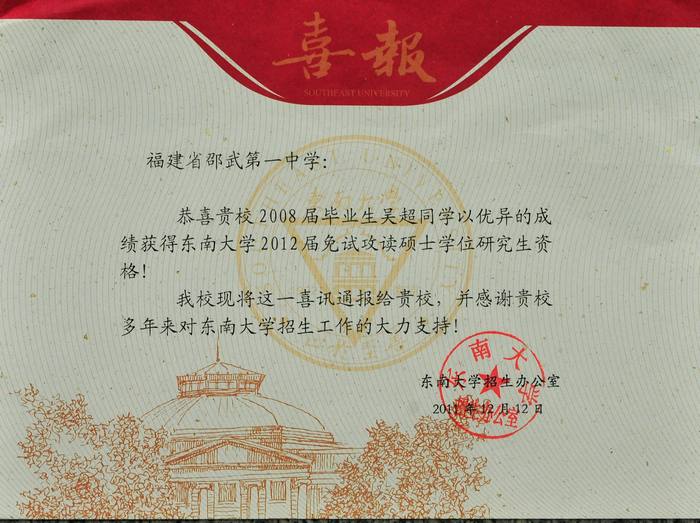 喜報
SOUTHEAST UNIVERSITY
福建省邵武第一中学：
恭喜贵校2008届毕业生吴超同学以优异的成
绩获得东南大学2012届免试攻读硕士学位研究生资
格！
我校现将这一喜讯通报给贵校，并感谢贵校
多年来对东南大学招生工作的大力支持！
东南大学招生办公室
2011年12月12日